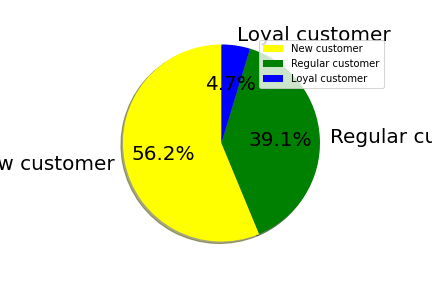 Loyal customer
New customer
Regular customer
Loyal customer
4.7%
39.1%
Regular cu
56.2%
w customer